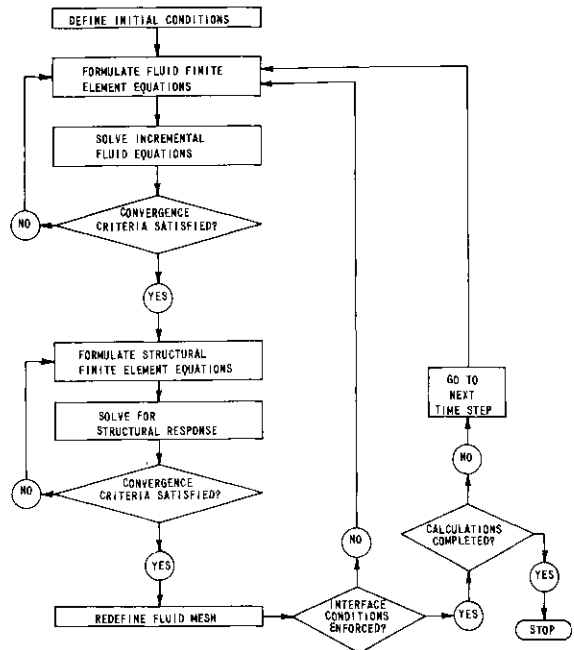 DEFINE INITIAL CONDITIONS
FORMULATE FLUID FINITE
ELEMENT EQUATIONS
SOLVE INCREMENTAL
FLUID EQUATIONS
CONVERGENCE
CRITERIA SATISFIED?
NO
YES
FORMULATE STRUCTURAL
FINITE ELEMENT EQUATIONS
SOLVE FOR
STRUCTURAL RESPONSE
CONVERGENCE
CRITERIA SATISFIED?
NO
YES
REDEFINE FLUID MESH
INTERFACE
CONDITIONS
ENFORCED?
NO
YES
CALCULATIONS
COMPLETED?
NO
GO TO
NEXT
TIME STEP
YES
STOP